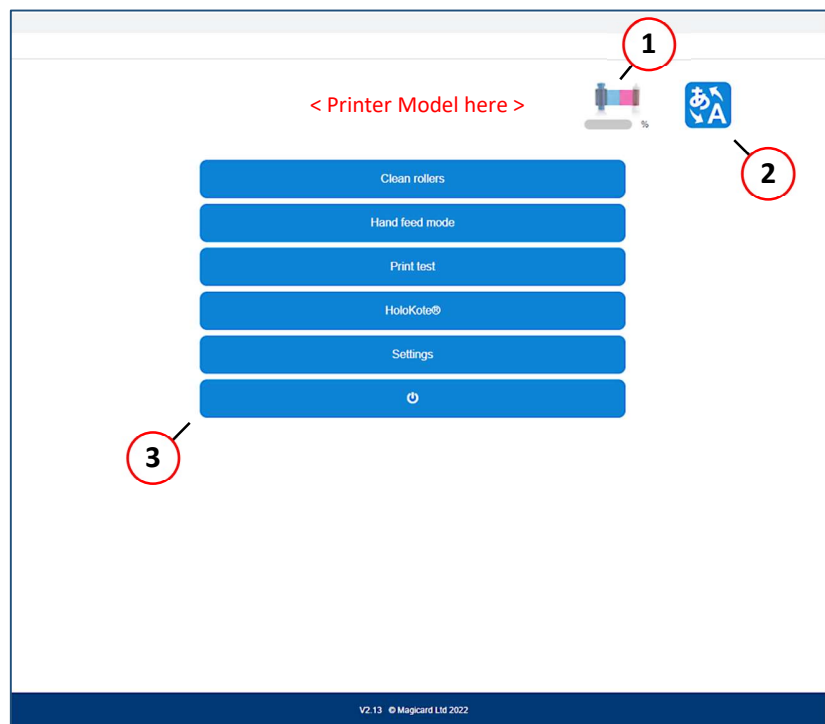 1
< Printer Model here >
%
あ
A
2
Clean rollers
Hand feed mode
Print test
HoloKote®
Settings
3
V2.13 © Magicard Ltd 2022